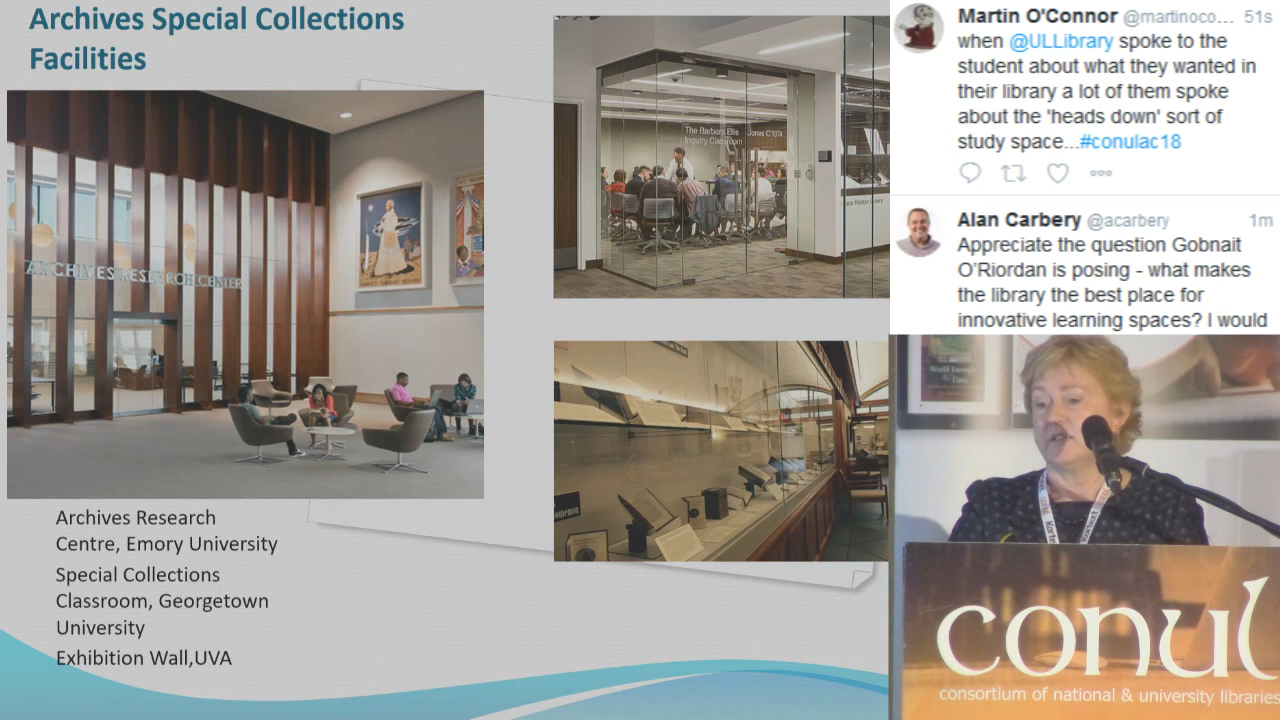 Archives Special Collections
Facilities
ARCHIVES RESEARCH CENTER
The Barbara Ellis Jones C'1974
Inquiry Classroom
Archives Research
Centre, Emory University
Special Collections
Classroom, Georgetown
University
Exhibition Wall,UVA
Martin O'Connor @martinoco... 51s
when @ULLibrary spoke to the
student about what they wanted in
their library a lot of them spoke
about the 'heads down' sort of
study space...#conulac18
Alan Carbery @acarbery 1m
Appreciate the question Gobnait
O'Riordan is posing - what makes
the library the best place for
innovative learning spaces? I would
World Enough
& Time
Kortext
conul
consortium of national & university libraries